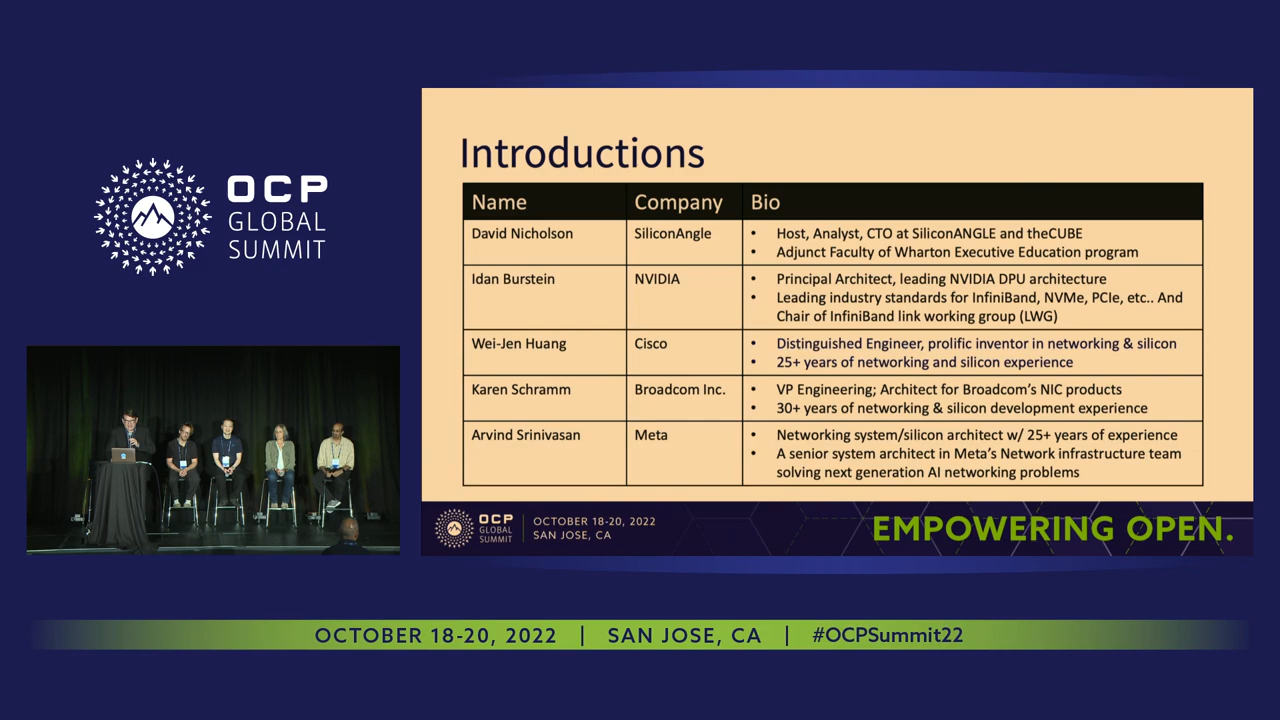 OCP
GLOBAL
SUMMIT
Introductions
Name Company Bio
David Nicholson SiliconAngle • Host, Analyst, CTO at SiliconANGLE and theCUBE
• Adjunct Faculty of Wharton Executive Education program
Idan Burstein NVIDIA • Principal Architect, leading NVIDIA DPU architecture
• Leading industry standards for InfiniBand, NVMe, PCIe, etc.. And
Chair of InfiniBand link working group (LWG)
Wei-Jen Huang Cisco • Distinguished Engineer, prolific inventor in networking & silicon
• 25+ years of networking and silicon experience
Karen Schramm Broadcom Inc. • VP Engineering; Architect for Broadcom's NIC products
• 30+ years of networking & silicon development experience
Arvind Srinivasan Meta • Networking system/silicon architect w/ 25+ years of experience
• A senior system architect in Meta's Network infrastructure team
solving next generation AI networking problems
OCP
GLOBAL
SUMMIT
OCTOBER 18-20, 2022
SAN JOSE, CA
EMPOWERING OPEN.
OCTOBER 18-20, 2022 | SAN JOSE, CA | #OCPSummit22